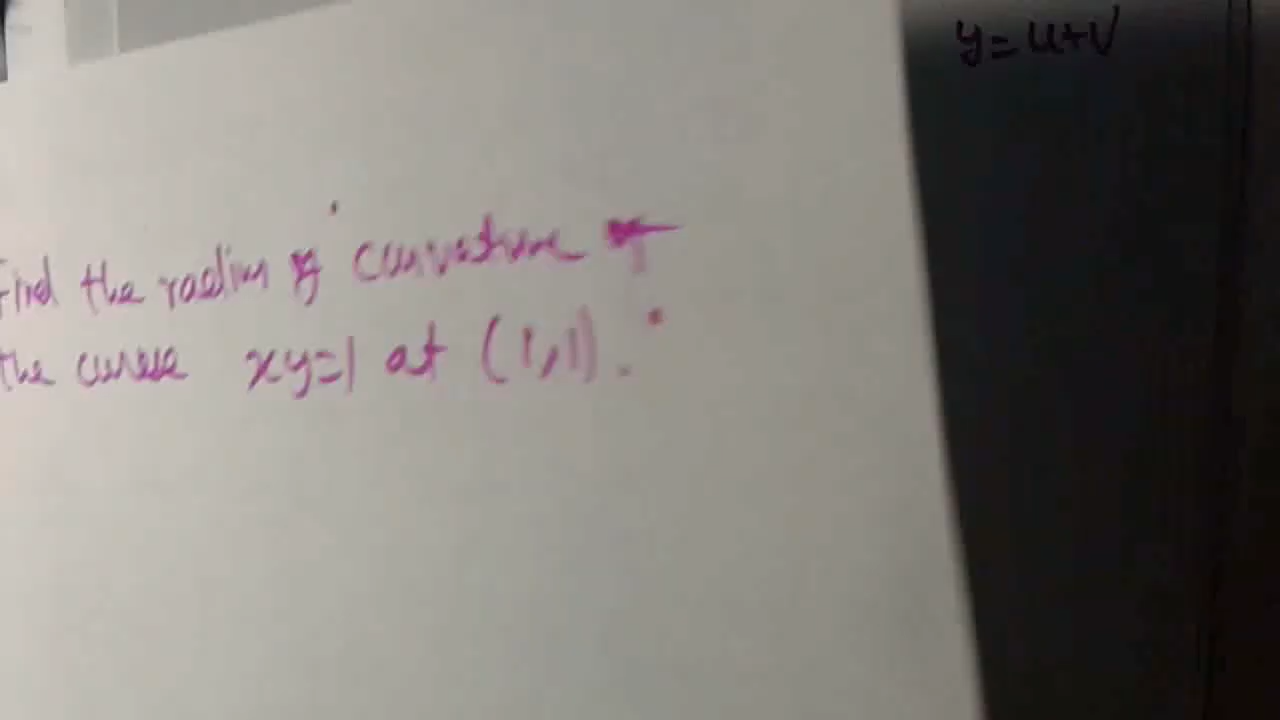 y=u+v
Find the radius of curvature
the curve xy=1 at (1,1).